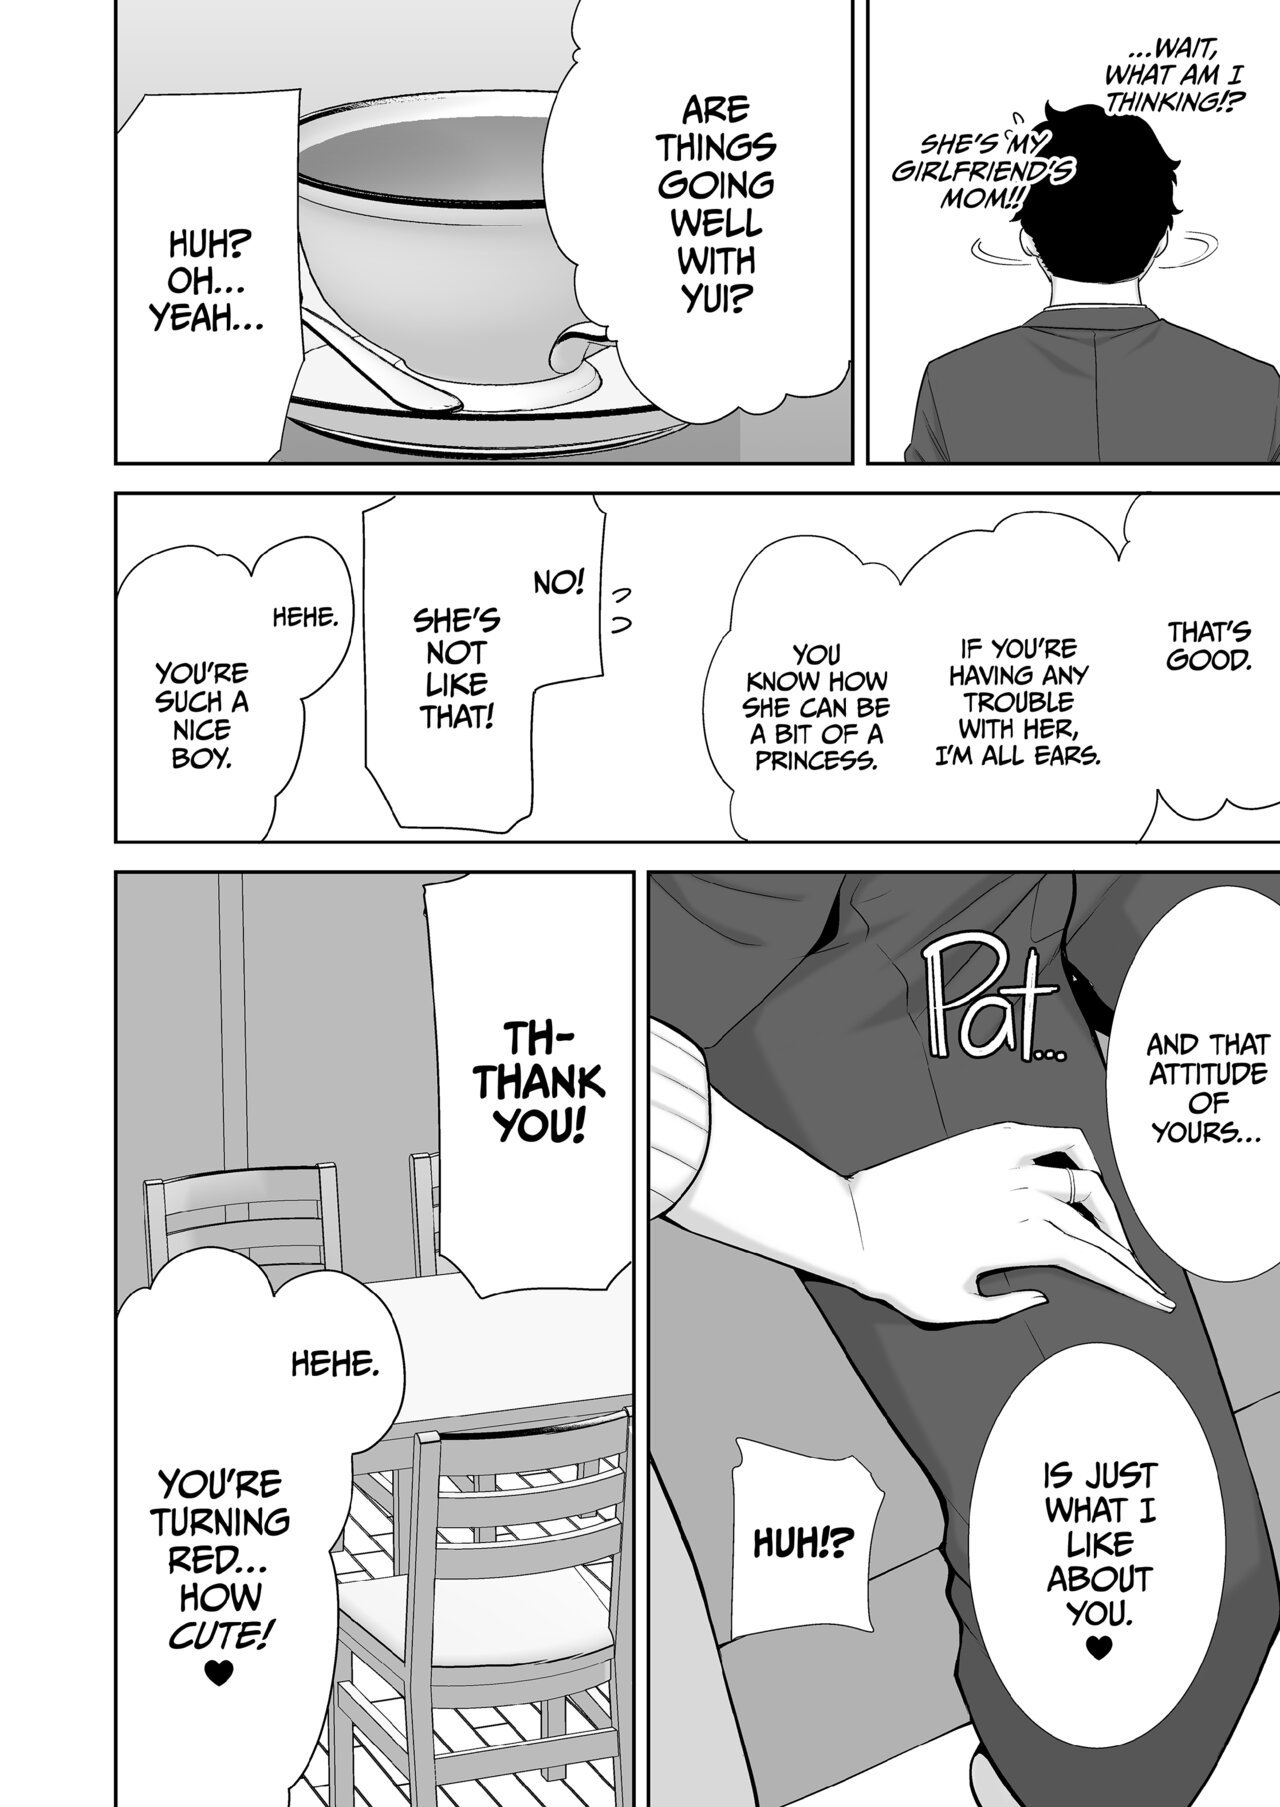 ...WAIT,
WHAT AM I
THINKING!?
SHE'S MY
GIRLFRIEND'S
MOM!!
ARE
THINGS
GOING
WELL
WITH
YUI?
HUH?
OH...
YEAH...
THAT'S
GOOD.
IF YOU'RE
HAVING ANY
TROUBLE
WITH HER,
I'M ALL EARS.
YOU
KNOW HOW
SHE CAN BE
A BIT OF A
PRINCESS.
NO!
SHE'S
NOT
LIKE
THAT!
HEHE.
YOU'RE
SUCH A
NICE
BOY.
AND THAT
ATTITUDE
OF
YOURS...
Pat...
IS JUST
WHAT I
LIKE
ABOUT
YOU.
♥
HUH!?
TH-
THANK
YOU!
HEHE.
YOU'RE
TURNING
RED...
HOW
CUTE!
♥